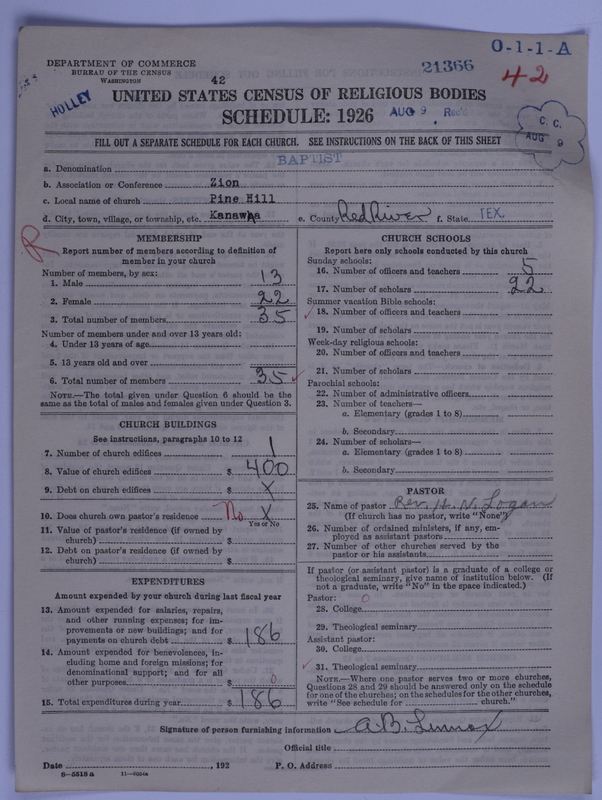 O-1-1-A
DEPARTMENT OF COMMERCE
BUREAU OF THE CENSUS
WASHINGTON
42
21366
42
HOLLEY
UNITED STATES CENSUS OF RELIGIOUS BODIES
SCHEDULE: 1926
AUG 9 Rec'd
C. C.
AUG 9
FILL OUT A SEPARATE SCHEDULE FOR EACH CHURCH. SEE INSTRUCTIONS ON THE BACK OF THIS SHEET
a. Denomination BAPTIST
b. Association or Conference Zion
c. Local name of church Pine Hill
d. City, town, village, or township, etc. Kanawha e. County Red River f. State TEX.
R
MEMBERSHIP
Report number of members according to definition of
member in your church
Number of members, by sex:
1. Male 13
2. Female 22
3. Total number of members 35
Number of members under and over 13 years old:
4. Under 13 years of age
5. 13 years old and over
6. Total number of members 35
NOTE.—The total given under Question 6 should be the
same as the total of males and females given under Question 3.
CHURCH BUILDINGS
See instructions, paragraphs 10 to 12
7. Number of church edifices 1
8. Value of church edifices $ 400
9. Debt on church edifices $ X
10. Does church own pastor's residence No X
Yes or No
11. Value of pastor's residence (if owned by
church) $
12. Debt on pastor's residence (if owned by
church) $
EXPENDITURES
Amount expended by your church during last fiscal year
13. Amount expended for salaries, repairs,
and other running expenses; for im-
provements or new buildings; and for
payments on church debt $ 186
14. Amount expended for benevolences, in-
cluding home and foreign missions; for
denominational support; and for all
other purposes $ 0
15. Total expenditures during year $ 186
CHURCH SCHOOLS
Report here only schools conducted by this church
Sunday schools:
16. Number of officers and teachers 5
17. Number of scholars 22
Summer vacation Bible schools:
18. Number of officers and teachers
19. Number of scholars
Week-day religious schools:
20. Number of officers and teachers
21. Number of scholars
Parochial schools:
22. Number of administrative officers
23. Number of teachers—
a. Elementary (grades 1 to 8)
b. Secondary
24. Number of scholars—
a. Elementary (grades 1 to 8)
b. Secondary
PASTOR
25. Name of pastor Rev. H. N. Logan
(If church has no pastor, write "None")
26. Number of ordained ministers, if any, em-
ployed as assistant pastors
27. Number of other churches served by the
pastor or his assistants
If pastor (or assistant pastor) is a graduate of a college or
theological seminary, give name of institution below. (If
not a graduate, write "No" in the space indicated.)
Pastor: 0
28. College
29. Theological seminary
Assistant pastor:
30. College
31. Theological seminary
NOTE.—Where one pastor serves two or more churches,
Questions 28 and 29 should be answered only on the schedule
for one of the churches; on the schedules for the other churches,
write "See schedule for church."
Signature of person furnishing information A. B. Lennox
Official title
Date , 192 P. O. Address
8—5518 a